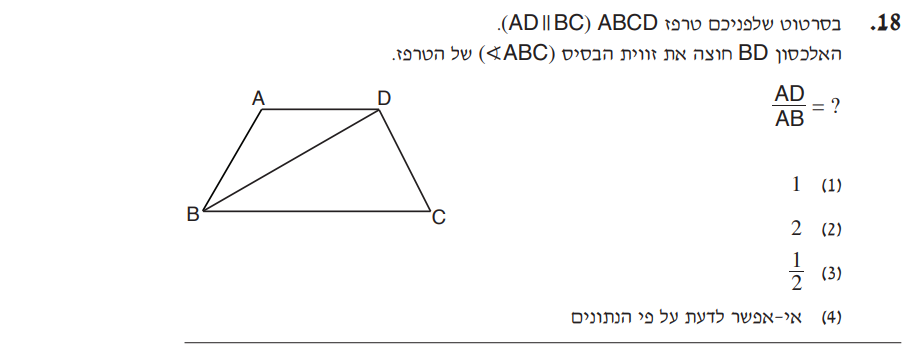 18. בסרטוט שלפניכם טרפז ABCD (AD || BC).
האלכסון BD חוצה את זווית הבסיס (∢ABC) של הטרפז.
AD/AB = ?
A D
B C
(1) 1
(2) 2
(3) 1/2
(4) אי-אפשר לדעת על פי הנתונים